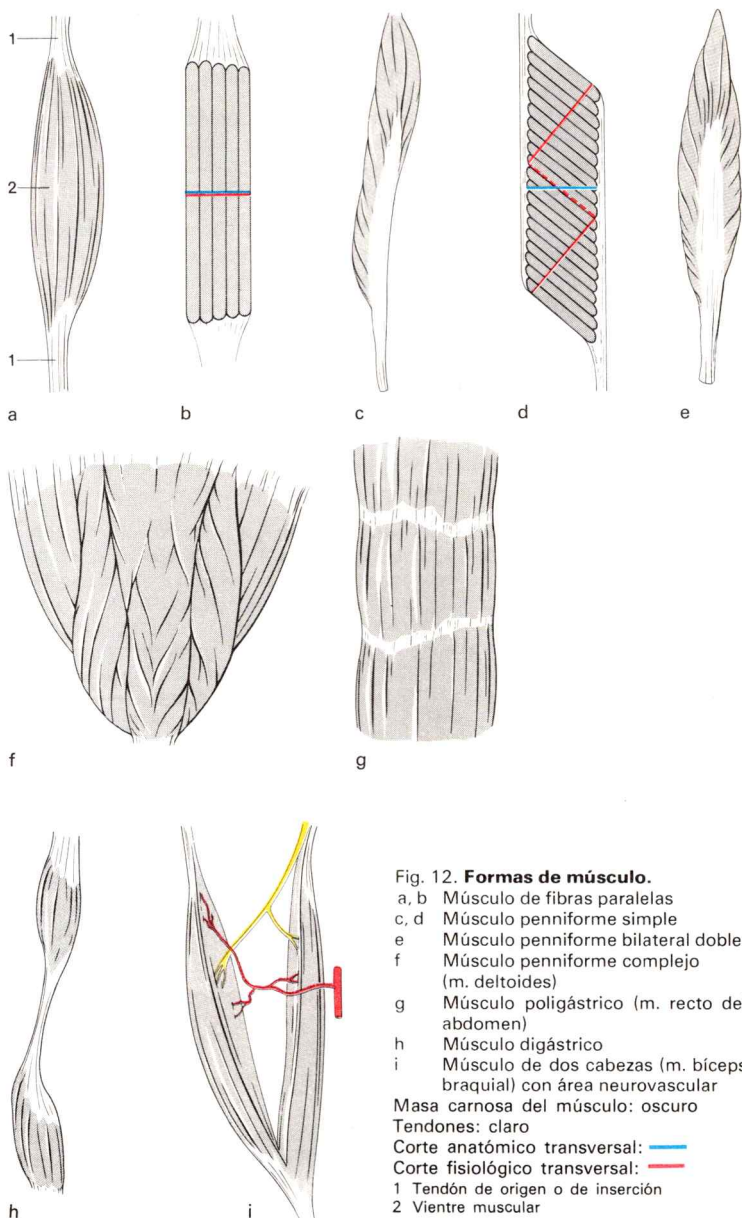 1
2
1
a
b
c
d
e
f
g
h
i
Fig. 12. Formas de músculo.
a, b Músculo de fibras paralelas
c, d Músculo penniforme simple
e Músculo penniforme bilateral doble
f Músculo penniforme complejo
(m. deltoides)
g Músculo poligástrico (m. recto de
abdomen)
h Músculo digástrico
i Músculo de dos cabezas (m. bíceps
braquial) con área neurovascular
Masa carnosa del músculo: oscuro
Tendones: claro
Corte anatómico transversal:
Corte fisiológico transversal:
1 Tendón de origen o de inserción
2 Vientre muscular